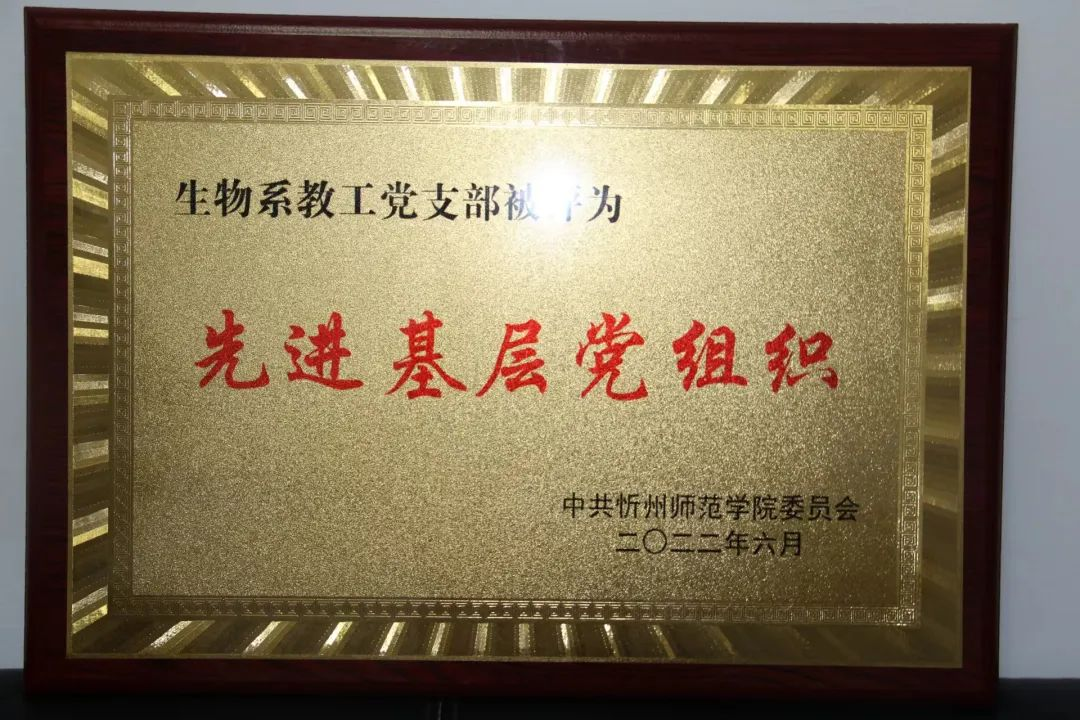 生物系教工党支部被评为
先进基层党组织
中共忻州师范学院委员会
二〇二二年六月